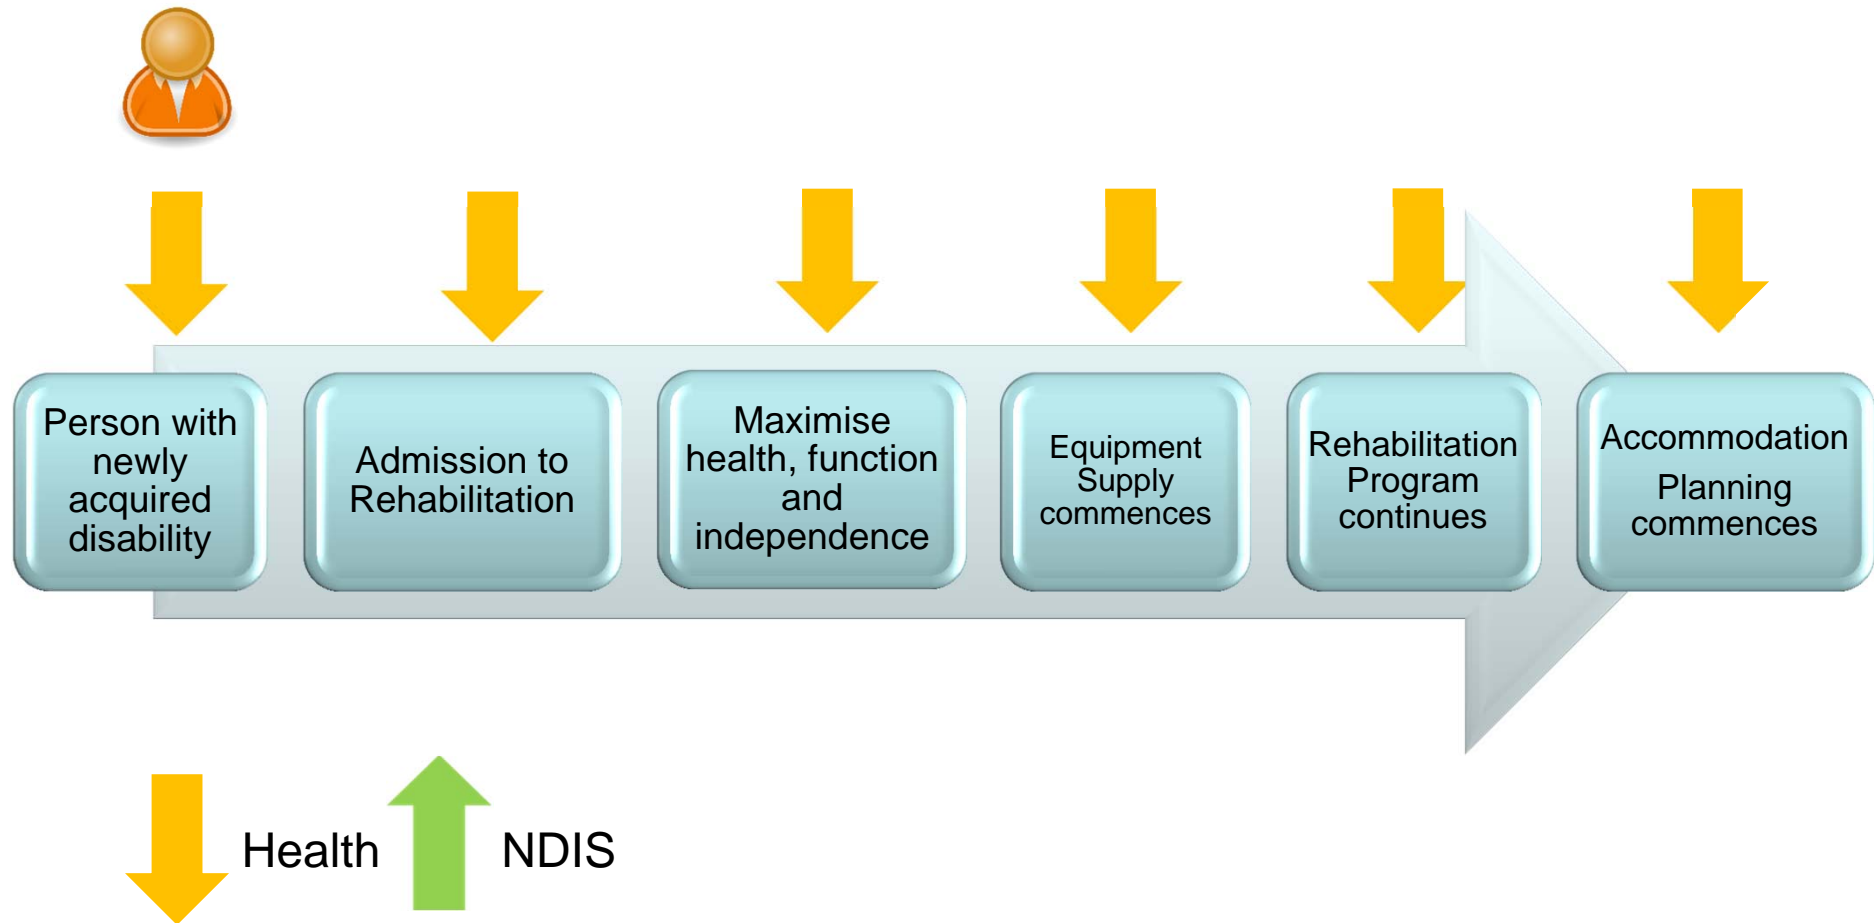 Person with
newly
acquired
disability
Admission to
Rehabilitation
Maximise
health, function
and
independence
Equipment
Supply
commences
Rehabilitation
Program
continues
Accommodation
Planning
commences
Health
NDIS